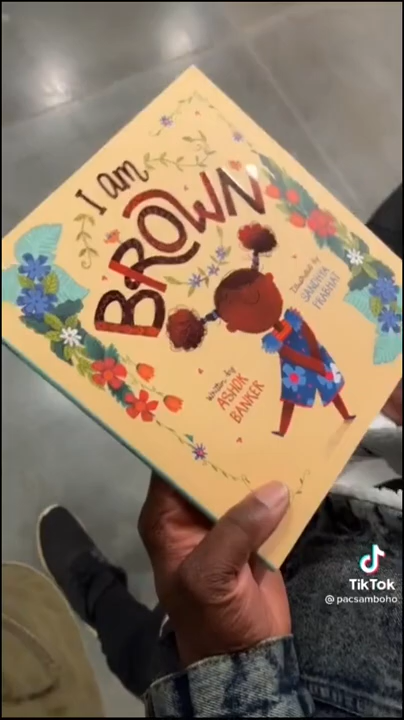 I am
BROWN
Written by
ASHOK
BANKER
Illustrated by
SANDHYA
PRABHAT
TikTok
@ pacsamboho